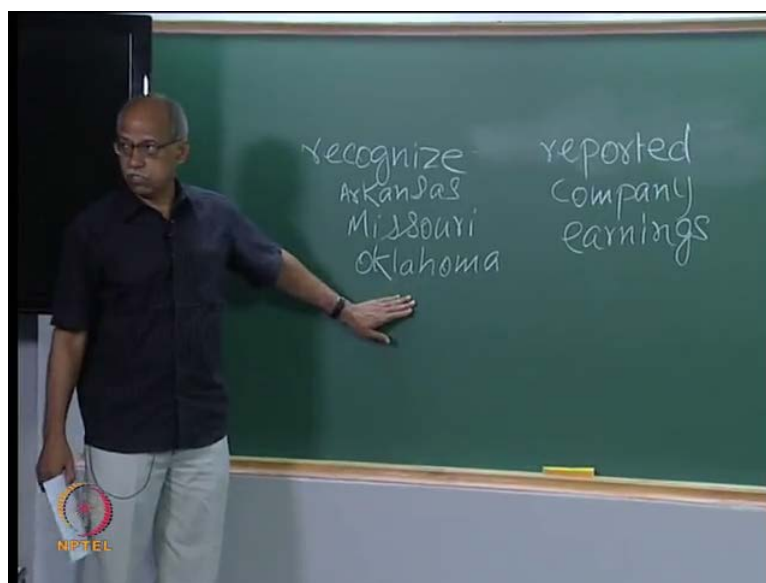 recognize reported
Arkansas Company
Missouri earnings
Oklahoma
NPTEL